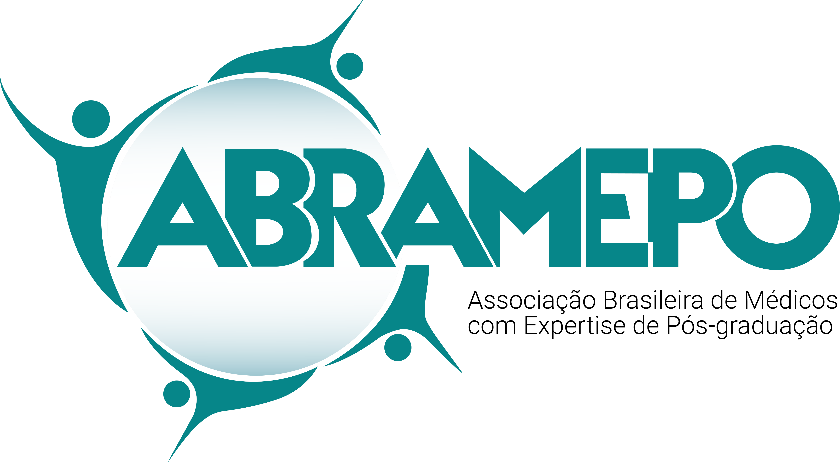 ABRAMEPO
Associação Brasileira de Médicos
com Expertise de Pós-graduação